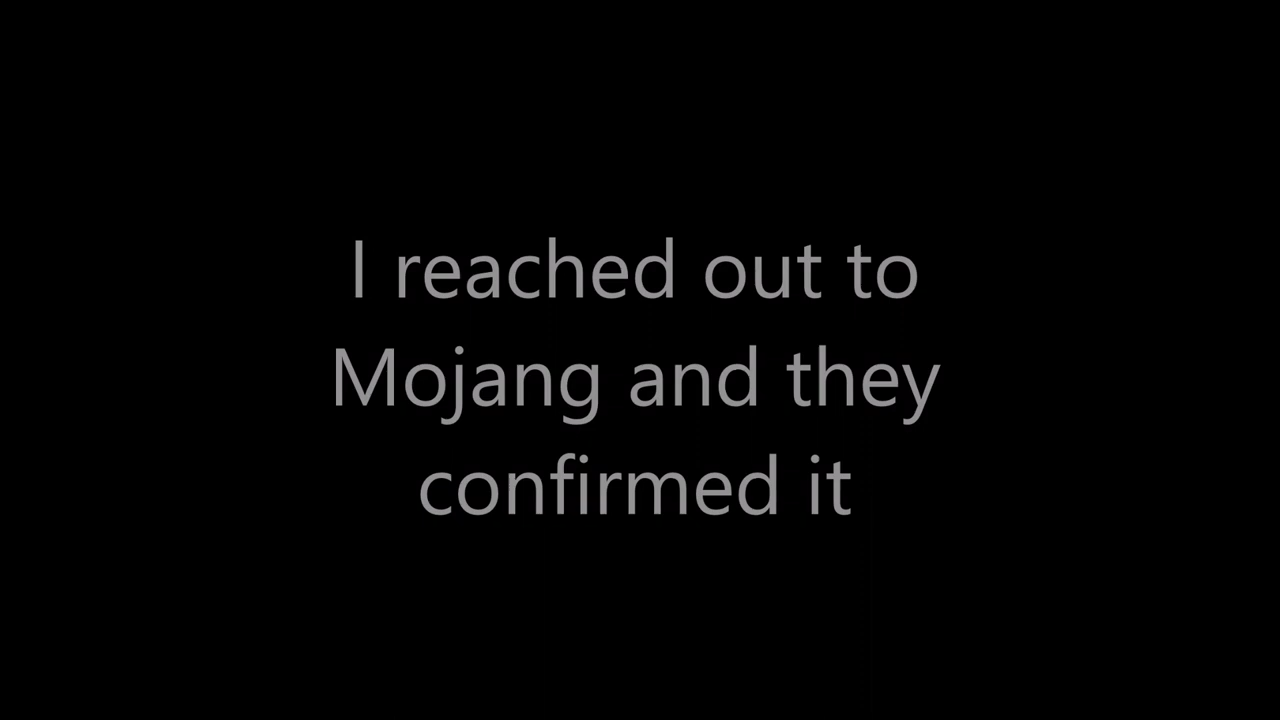 I reached out to
Mojang and they
confirmed it